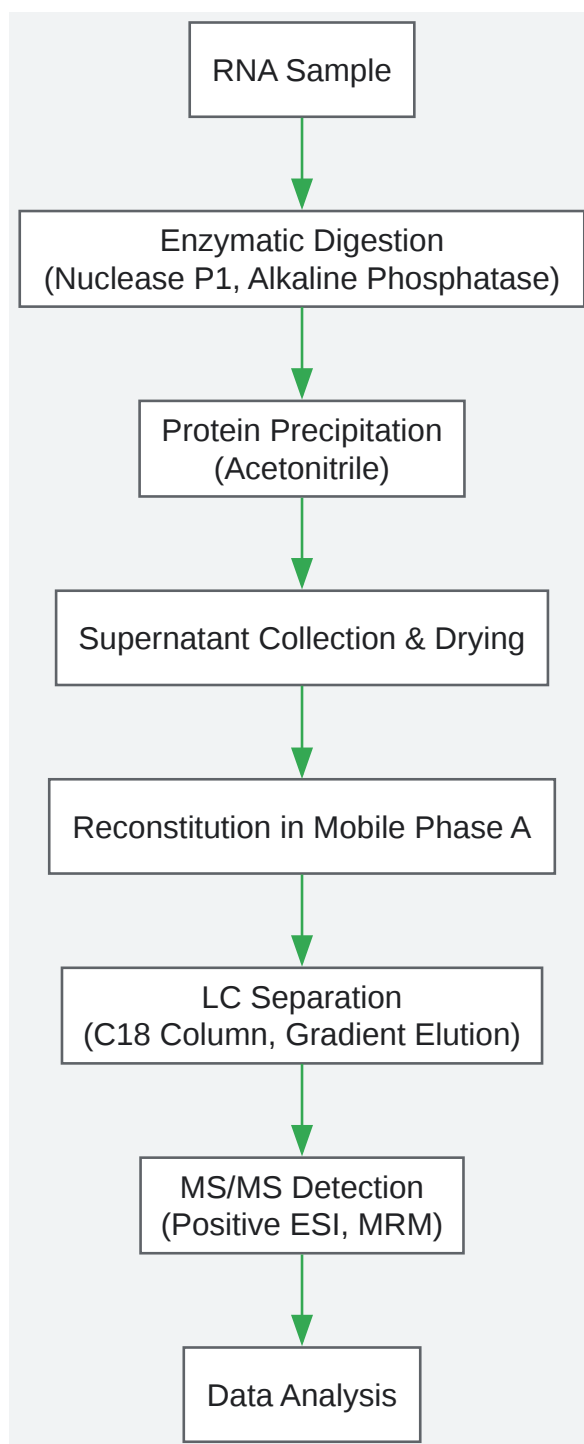 RNA Sample
Enzymatic Digestion
(Nuclease P1, Alkaline Phosphatase)
Protein Precipitation
(Acetonitrile)
Supernatant Collection & Drying
Reconstitution in Mobile Phase A
LC Separation
(C18 Column, Gradient Elution)
MS/MS Detection
(Positive ESI, MRM)
Data Analysis